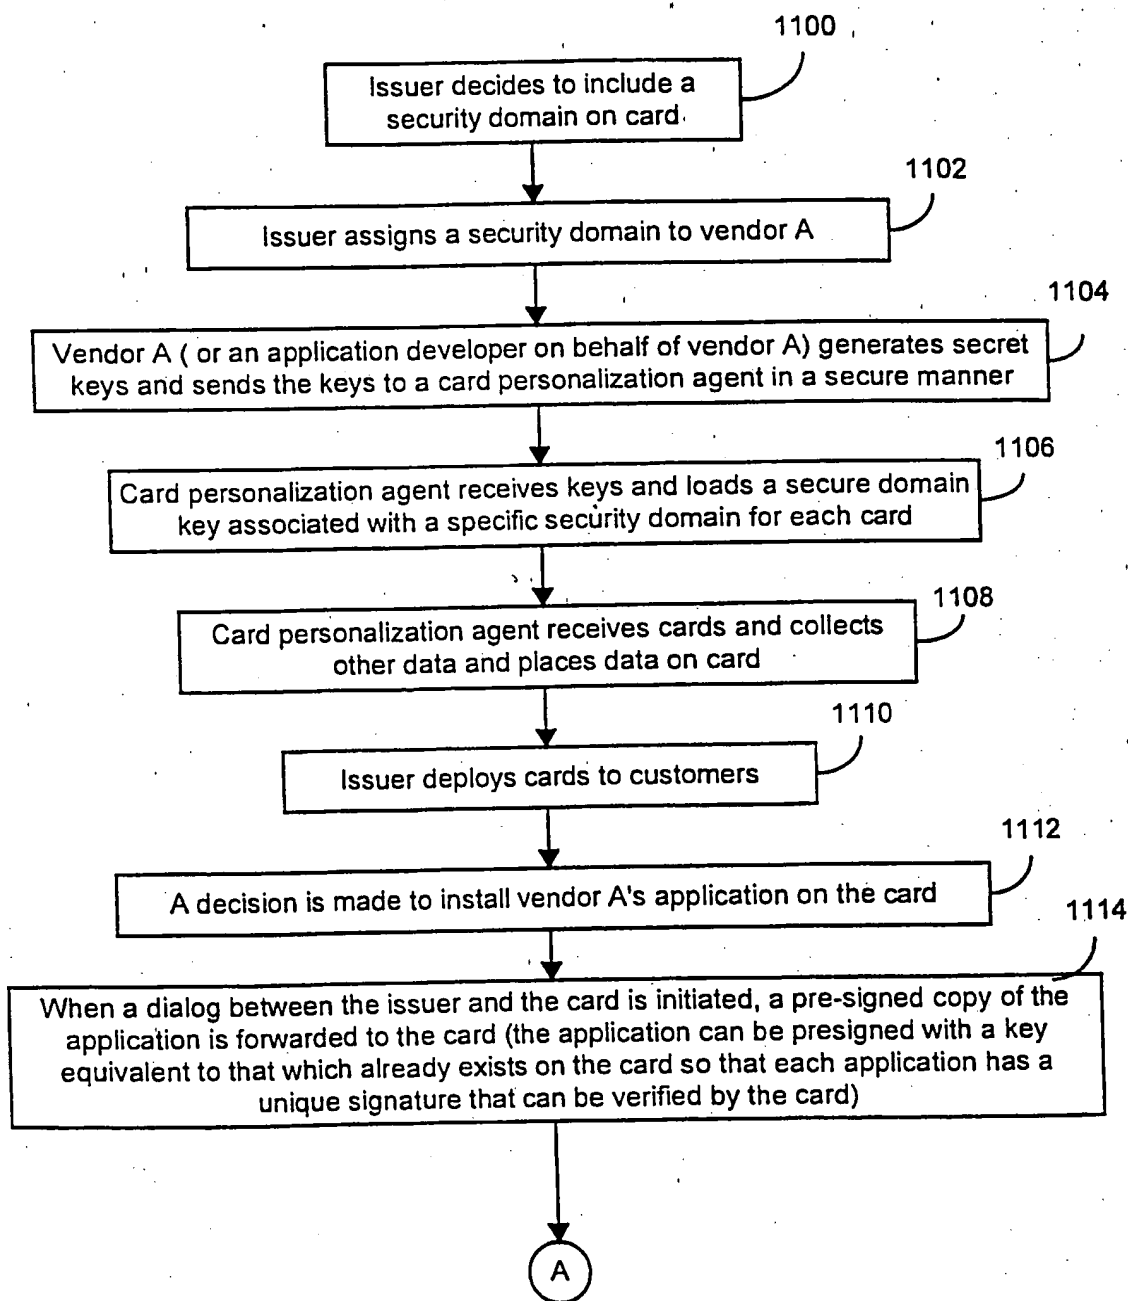 1100
Issuer decides to include a
security domain on card.
1102
Issuer assigns a security domain to vendor A
1104
Vendor A ( or an application developer on behalf of vendor A) generates secret
keys and sends the keys to a card personalization agent in a secure manner
1106
Card personalization agent receives keys and loads a secure domain
key associated with a specific security domain for each card
1108
Card personalization agent receives cards and collects
other data and places data on card
1110
Issuer deploys cards to customers
1112
A decision is made to install vendor A's application on the card
1114
When a dialog between the issuer and the card is initiated, a pre-signed copy of the
application is forwarded to the card (the application can be presigned with a key
equivalent to that which already exists on the card so that each application has a
unique signature that can be verified by the card)
A